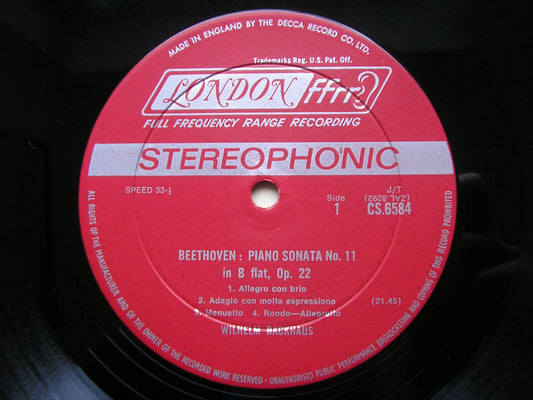 MADE IN ENGLAND BY THE DECCA RECORD CO. LTD.
Trademarks Reg. U.S. Pat. Off.
LONDON ffrr
FULL FREQUENCY RANGE RECORDING
STEREOPHONIC
SPEED 33-⅓
Side
1
J/T
(ZAL.8292)
CS.6584
BEETHOVEN : PIANO SONATA No. 11
in B flat, Op. 22
1. Allegro con brio
2. Adagio con molta espressione
3. Menuetto 4. Rondo—Allegretto
(21.45)
WILHELM BACKHAUS
ALL RIGHTS OF THE MANUFACTURER AND OF THE OWNER OF THE RECORDED WORK RESERVED • UNAUTHORISED PUBLIC PERFORMANCE BROADCASTING AND COPYING OF THIS RECORD PROHIBITED